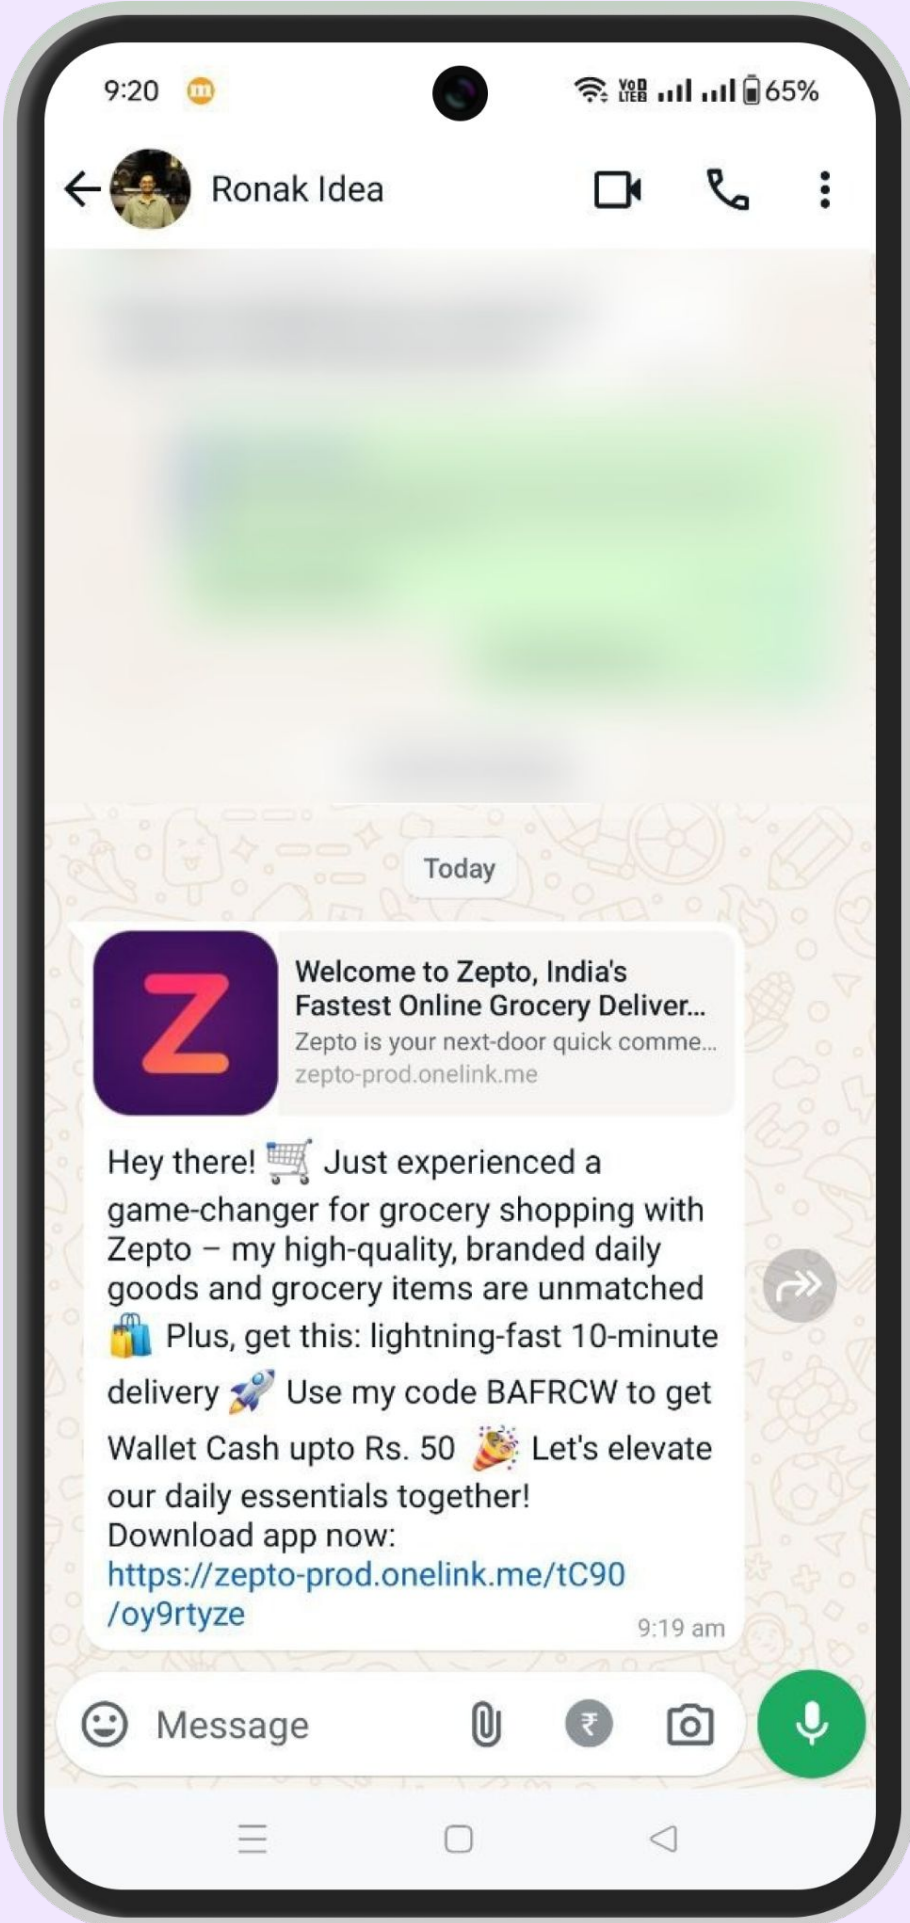 9:20
VoD
LTE2
65%
Ronak Idea
Today
Z
Welcome to Zepto, India's
Fastest Online Grocery Deliver...
Zepto is your next-door quick comme...
zepto-prod.onelink.me
Hey there! 🛒 Just experienced a
game-changer for grocery shopping with
Zepto – my high-quality, branded daily
goods and grocery items are unmatched
🛍️ Plus, get this: lightning-fast 10-minute
delivery 🚀 Use my code BAFRCW to get
Wallet Cash upto Rs. 50 🎉 Let's elevate
our daily essentials together!
Download app now:
https://zepto-prod.onelink.me/tC90
/oy9rtyze
9:19 am
Message
₹